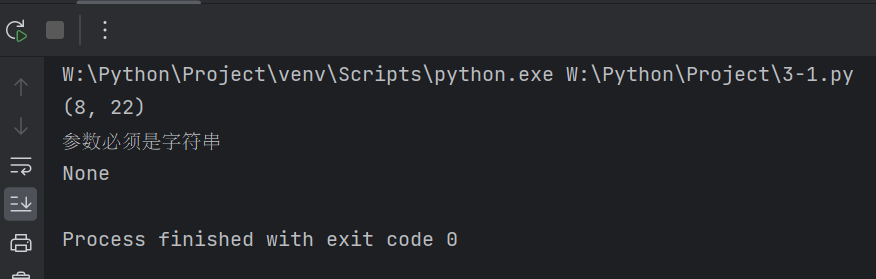 W:\Python\Project\venv\Scripts\python.exe W:\Python\Project\3-1.py
(8, 22)
参数必须是字符串
None
Process finished with exit code 0